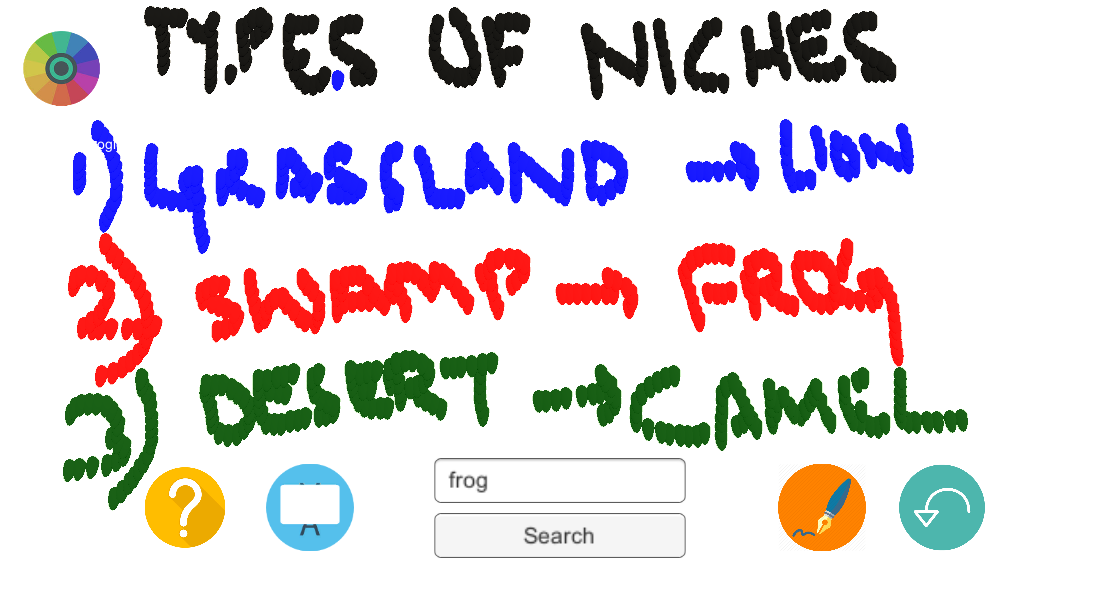 TYPES OF NICHES
1) GRASSLAND → LION
2) SWAMP → FROG
3) DESERT → CAMEL
frog
Search